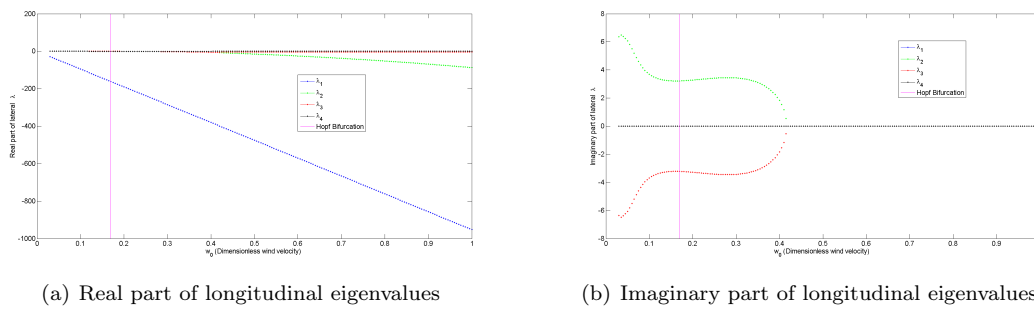 200
0
-200
-400
-600
-800
-1000
Real part of lateral λ
0 0.1 0.2 0.3 0.4 0.5 0.6 0.7 0.8 0.9 1
w0 (Dimensionless wind velocity)
λ1
λ2
λ3
λ4
Hopf Bifurcation
(a) Real part of longitudinal eigenvalues
8
6
4
2
0
-2
-4
-6
-8
Imaginary part of lateral λ
0 0.1 0.2 0.3 0.4 0.5 0.6 0.7 0.8 0.9
w0 (Dimensionless wind velocity)
λ1
λ2
λ3
λ4
Hopf Bifurcation
(b) Imaginary part of longitudinal eigenvalues